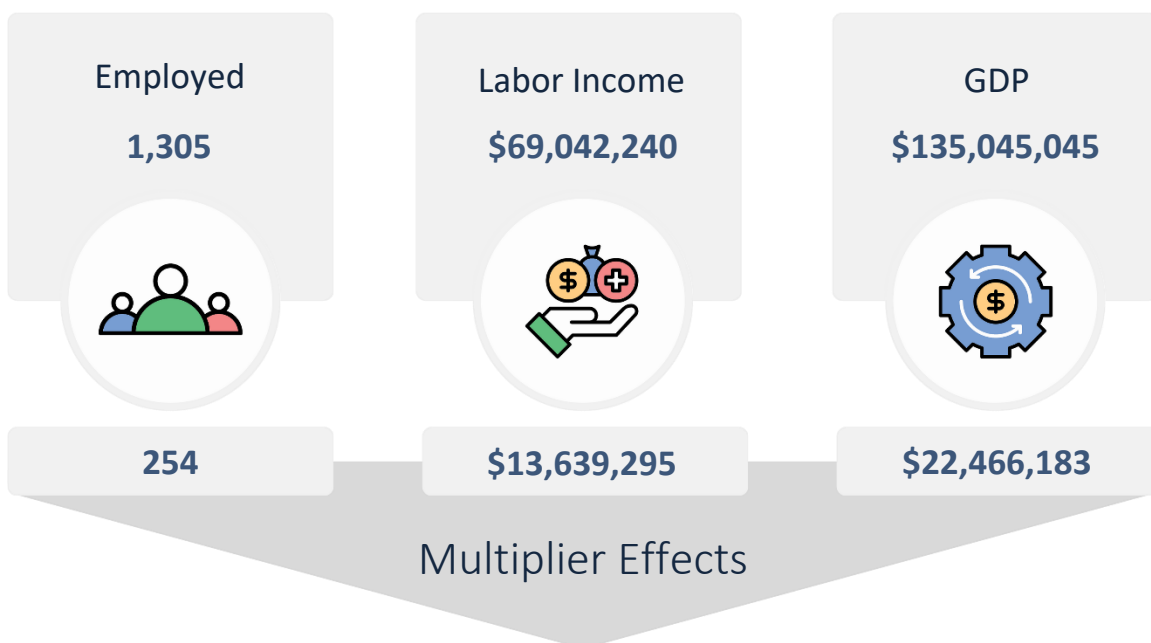 Employed
1,305
Labor Income
$69,042,240
GDP
$135,045,045
254
$13,639,295
$22,466,183
Multiplier Effects